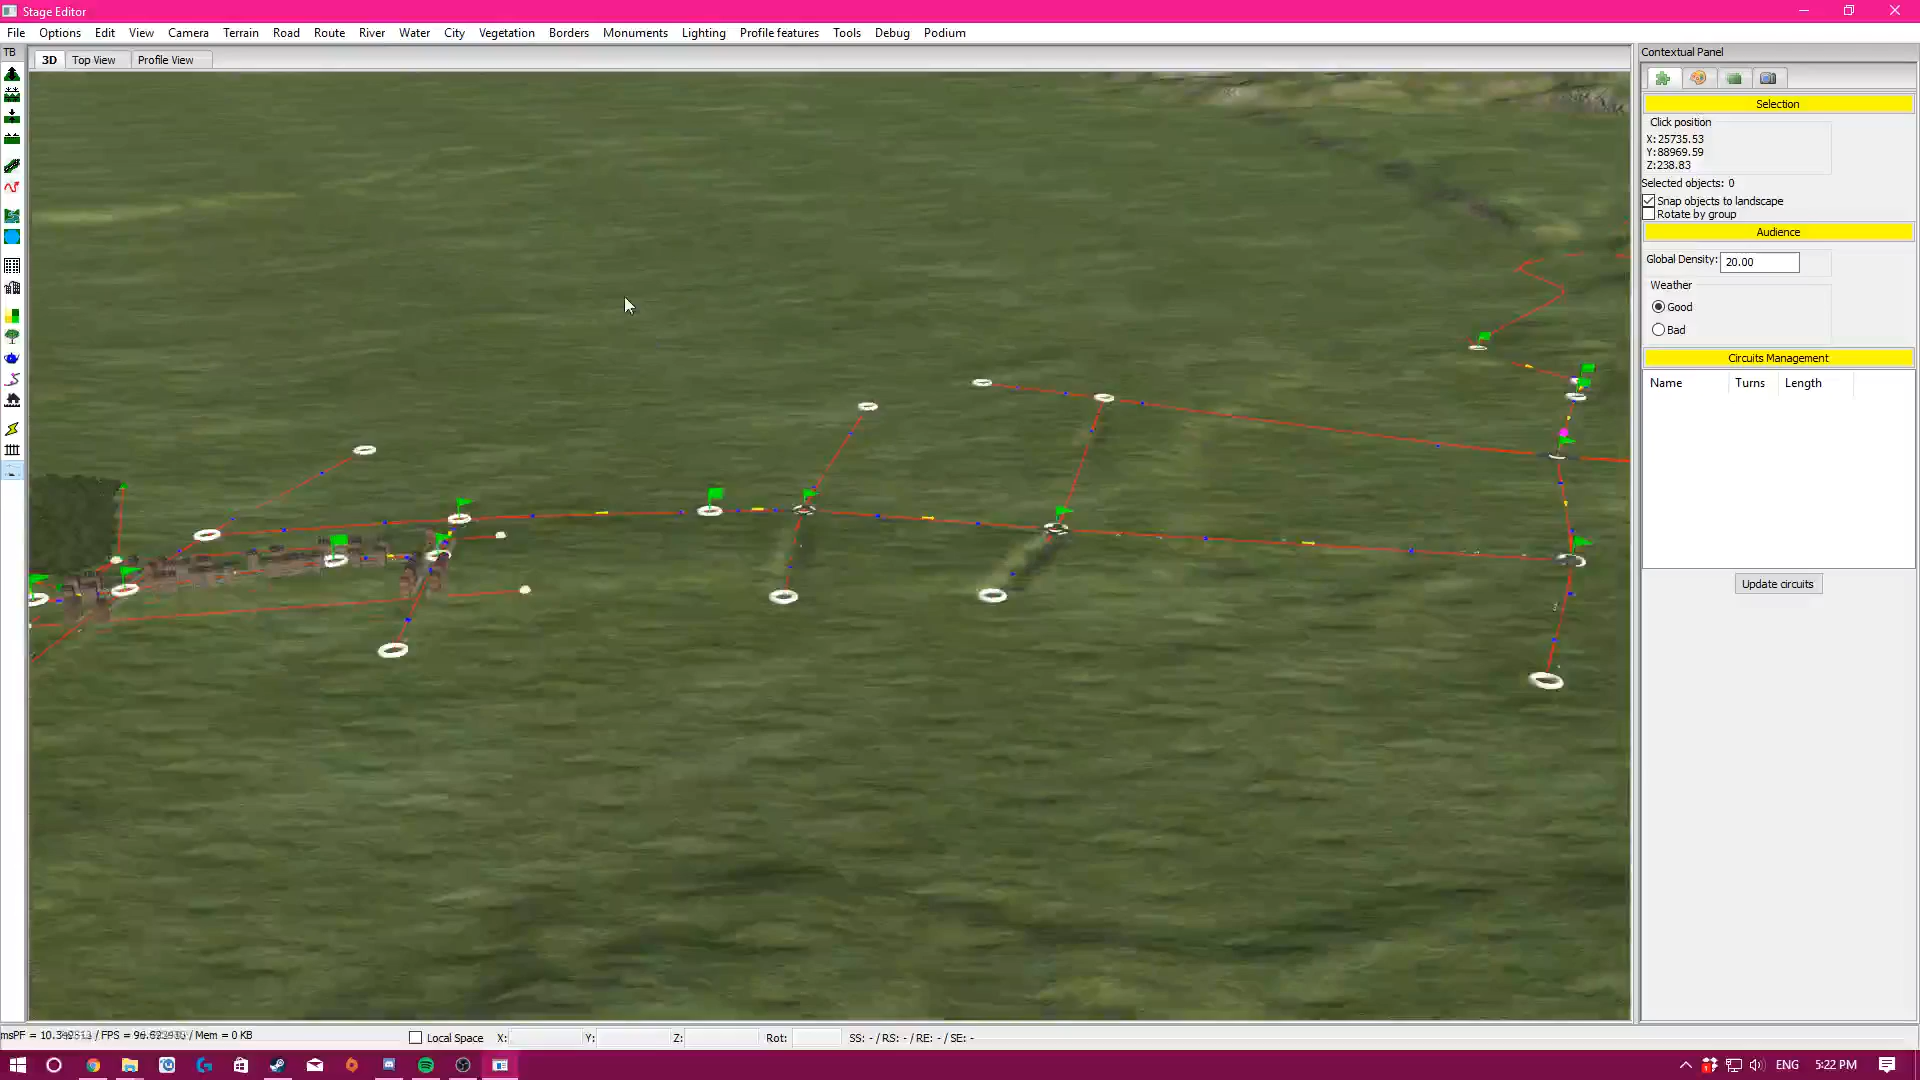 Stage Editor
File Options Edit View Camera Terrain Road Route River Water City Vegetation Borders Monuments Lighting Profile features Tools Debug Podium
TB 3D Top View Profile View
Contextual Panel
Selection
Click position
X:25735.53
Y:88969.59
Z:238.83
Selected objects: 0
Snap objects to landscape
Rotate by group
Audience
Global Density: 20.00
Weather
Good
Bad
Circuits Management
Name Turns Length
Update circuits
Mem = 0 KB Local Space X: Y: Z: Rot: SS: - / RS: - / RE: - / SE: -
ENG 5:22 PM